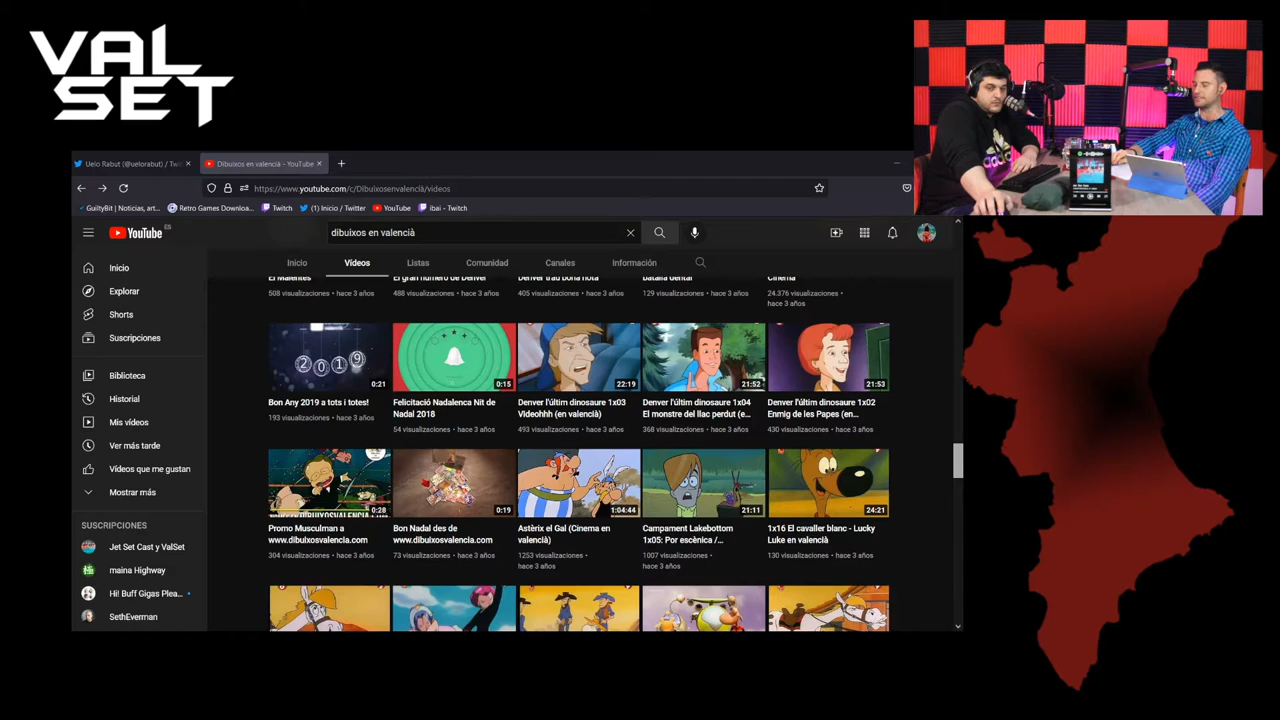 VAL
SET
Uelo Rabut (@uelorabut) / Twi
Dibuixos en valencià - YouTube
https://www.youtube.com/c/Dibuixosenvalencià/videos
GuiltyBit | Noticias, art...
Retro Games Downloa...
Twitch
(1) Inicio / Twitter
Youtube
ibai - Twitch
YouTube ES
dibuixos en valencià
Inicio
Vídeos
Listas
Comunidad
Canales
Información
Inicio
Explorar
Shorts
Suscripciones
Biblioteca
Historial
Mis vídeos
Ver más tarde
Vídeos que me gustan
Mostrar más
SUSCRIPCIONES
Jet Set Cast y ValSet
maina Highway
Hi! Buff Gigas Plea...
SethEverman
El gran número de Denver
Cinema
508 visualizaciones • hace 3 años
488 visualizaciones • hace 3 años
405 visualizaciones • hace 3 años
129 visualizaciones • hace 3 años
24.376 visualizaciones •
hace 3 años
2019
0:21
0:15
22:19
21:52
21:53
Bon Any 2019 a tots i totes!
193 visualizaciones • hace 3 años
Felicitació Nadalenca Nit de
Nadal 2018
54 visualizaciones • hace 3 años
Denver l'últim dinosaure 1x03
Videohhh (en valencià)
493 visualizaciones • hace 3 años
Denver l'últim dinosaure 1x04
El monstre del llac perdut (e...
368 visualizaciones • hace 3 años
Denver l'últim dinosaure 1x02
Enmig de les Papes (en...
430 visualizaciones • hace 3 años
0:28
0:19
1:04:44
21:11
24:21
Promo Musculman a
www.dibuixosvalencia.com
304 visualizaciones • hace 3 años
Bon Nadal des de
www.dibuixosvalencia.com
73 visualizaciones • hace 3 años
Astèrix el Gal (Cinema en
valencià)
1253 visualizaciones •
hace 3 años
Campament Lakebottom
1x05: Por escènica /...
1007 visualizaciones •
hace 3 años
1x16 El cavaller blanc - Lucky
Luke en valencià
130 visualizaciones • hace 3 años